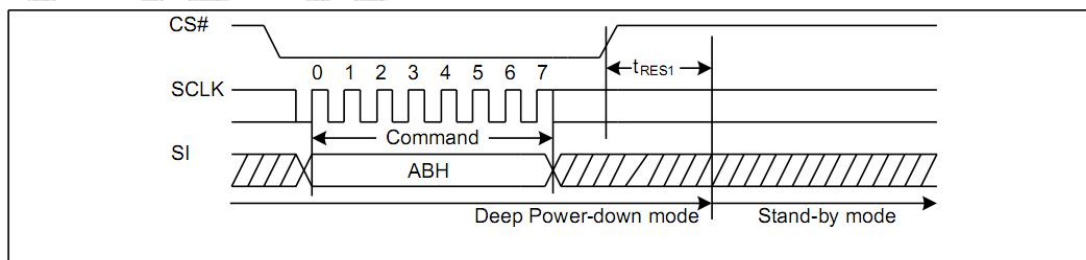 CS#
tRES1
0 1 2 3 4 5 6 7
SCLK
Command
SI
ABH
Deep Power-down mode
Stand-by mode